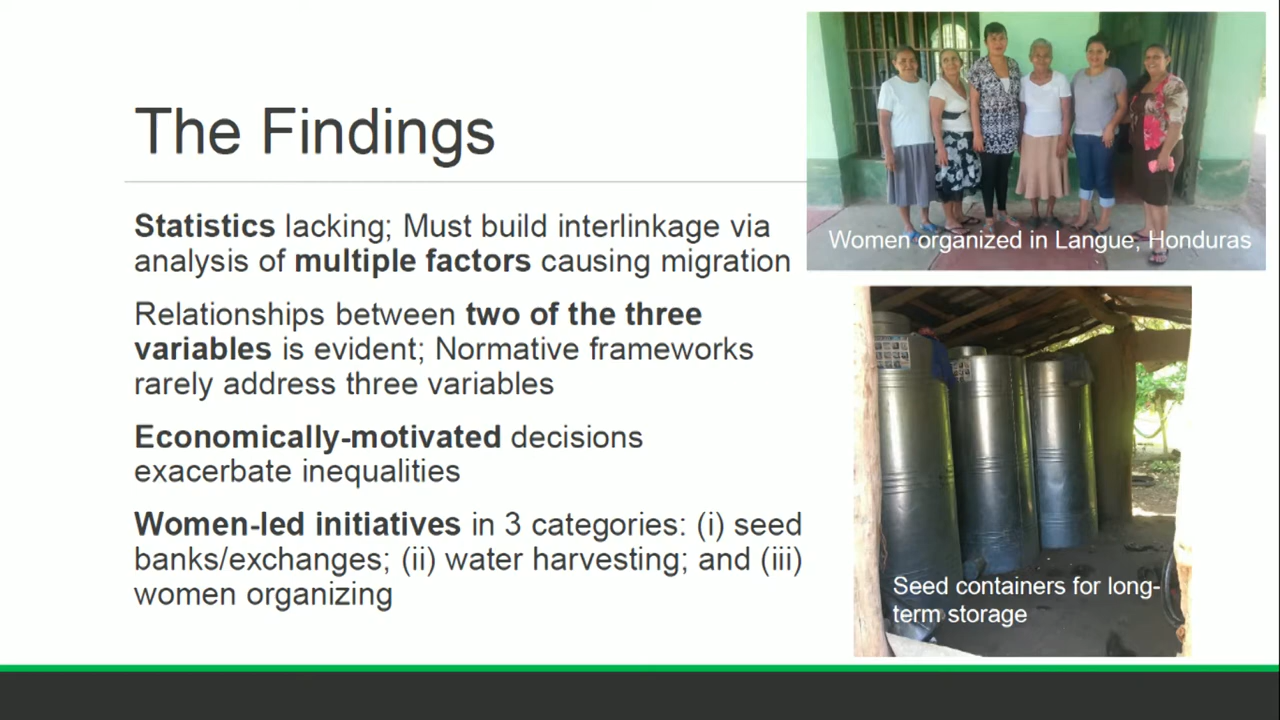 The Findings
Statistics lacking; Must build interlinkage via
analysis of multiple factors causing migration
Relationships between two of the three
variables is evident; Normative frameworks
rarely address three variables
Economically-motivated decisions
exacerbate inequalities
Women-led initiatives in 3 categories: (i) seed
banks/exchanges; (ii) water harvesting; and (iii)
women organizing
Women organized in Langue, Honduras
Seed containers for long-
term storage